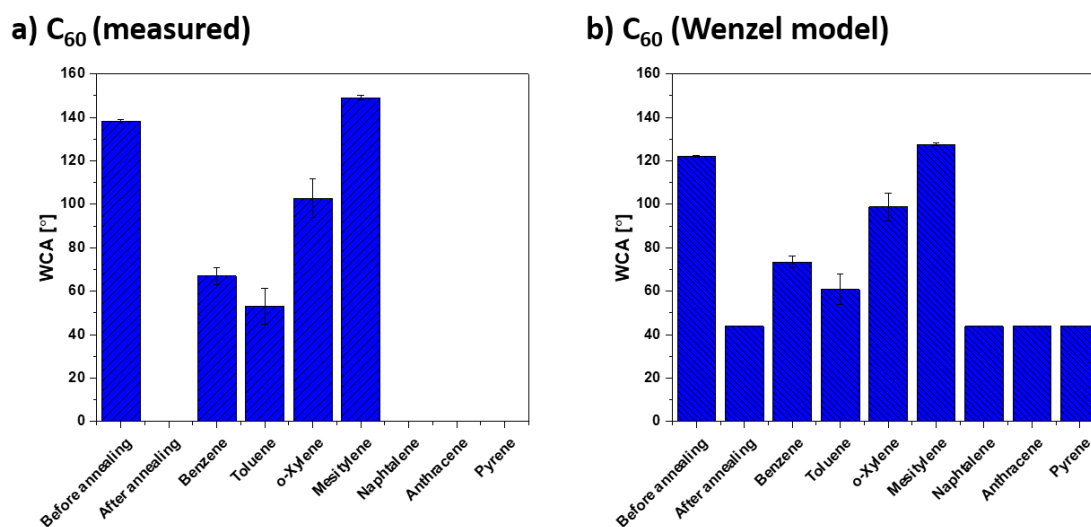 a) C60 (measured)
b) C60 (Wenzel model)
160
140
120
100
80
60
40
20
0
WCA [°]
Before annealing
After annealing
Benzene
Toluene
o-Xylene
Mesitylene
Naphtalene
Anthracene
Pyrene
160
140
120
100
80
60
40
20
0
WCA [°]
Before annealing
After annealing
Benzene
Toluene
o-Xylene
Mesitylene
Naphtalene
Anthracene
Pyrene